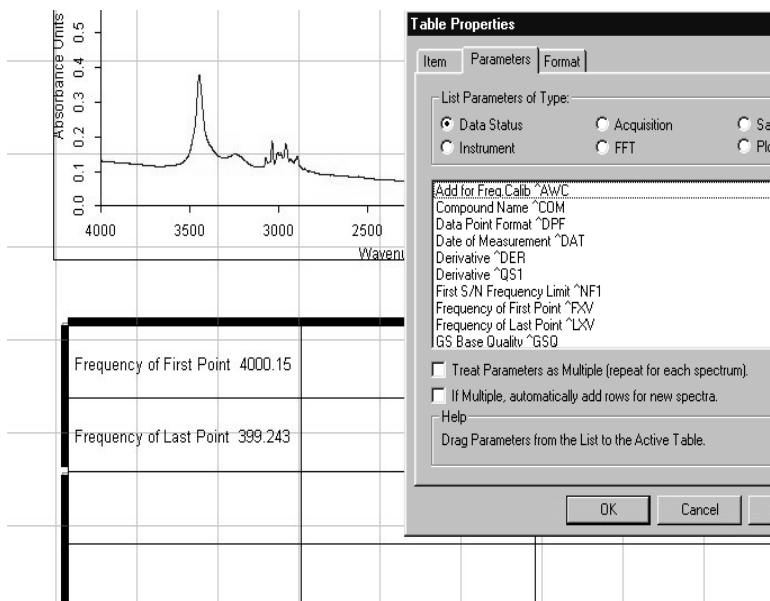 Absorbance Units
0.5
0.4
0.3
0.2
0.1
0.0
4000 3500 3000 2500
Frequency of First Point 4000.15
Frequency of Last Point 399.243
Table Properties
Item Parameters Format
List Parameters of Type:
Data Status Acquisition
Instrument FFT
Add for Freq.Calib ^AWC
Compound Name ^COM
Data Point Format ^DPF
Date of Measurement ^DAT
Derivative ^DER
Derivative ^QS1
First S/N Frequency Limit ^NF1
Frequency of First Point ^FXV
Frequency of Last Point ^LXV
GS Base Quality ^GSQ
Treat Parameters as Multiple (repeat for each spectrum).
If Multiple, automatically add rows for new spectra.
Help
Drag Parameters from the List to the Active Table.
OK Cancel